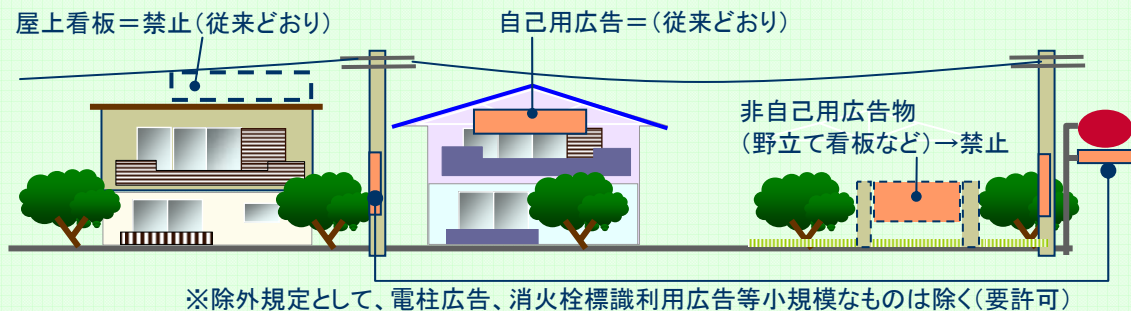 屋上看板＝禁止（従来どおり）
自己用広告＝（従来どおり）
非自己用広告物
（野立て看板など）→禁止
※除外規定として、電柱広告、消火栓標識利用広告等小規模なものは除く（要許可）